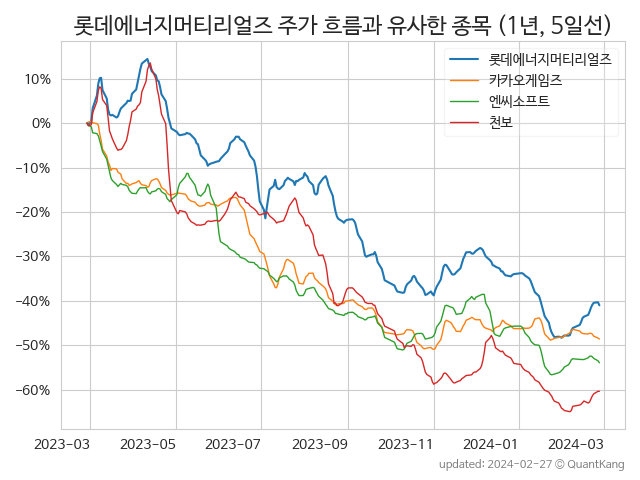 롯데에너지머티리얼즈 주가 흐름과 유사한 종목 (1년, 5일선)
롯데에너지머티리얼즈
카카오게임즈
엔씨소프트
천보
10%
0%
−10%
−20%
−30%
−40%
−50%
−60%
2023-03 2023-05 2023-07 2023-09 2023-11 2024-01 2024-03
updated: 2024-02-27 © QuantKang